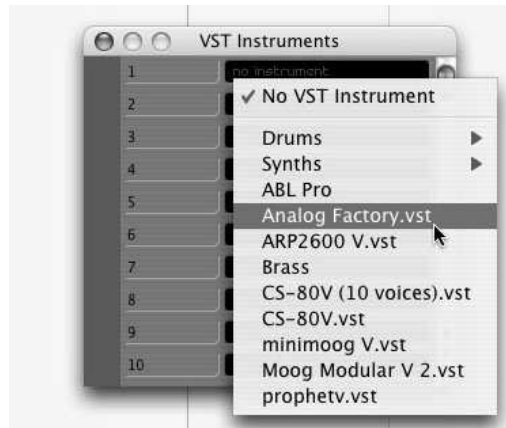 VST Instruments
1 no instrument
2
3
4
5
6
7
8
9
10
✓ No VST Instrument
Drums
Synths
ABL Pro
Analog Factory.vst
ARP2600 V.vst
Brass
CS-80V (10 voices).vst
CS-80V.vst
minimoog V.vst
Moog Modular V 2.vst
prophetv.vst